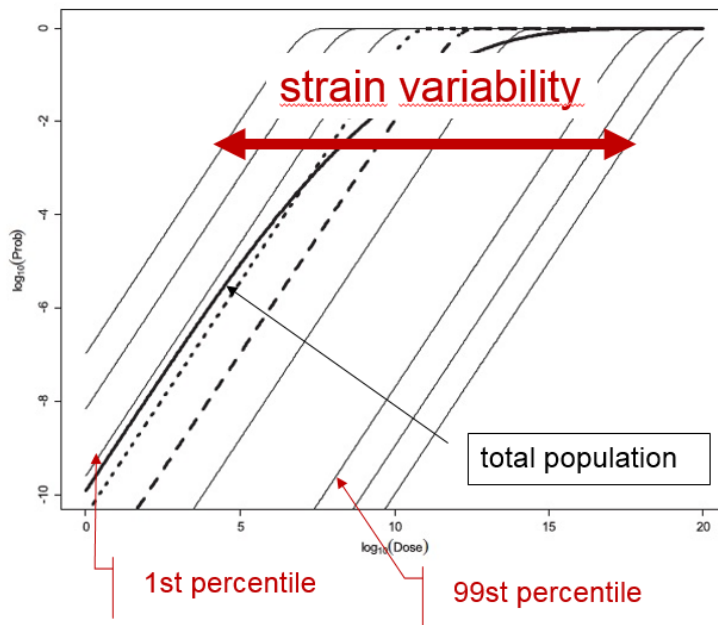 strain variability
0
-2
-4
-6
-8
-10
log10(Prob)
total population
0
5
10
15
20
log10(Dose)
1st percentile
99st percentile